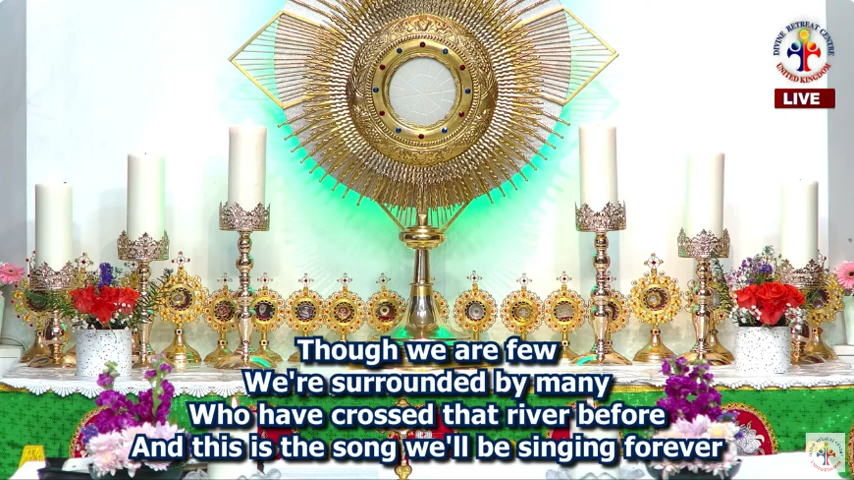 DIVINE RETREAT CENTRE
UNITED KINGDOM
LIVE
Though we are few
We're surrounded by many
Who have crossed that river before
And this is the song we'll be singing forever